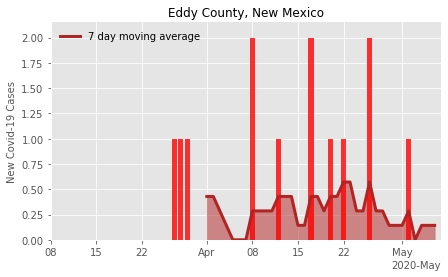 Eddy County, New Mexico
7 day moving average
New Covid-19 Cases
2.00
1.75
1.50
1.25
1.00
0.75
0.50
0.25
0.00
08 15 22 Apr 08 15 22 May
2020-May